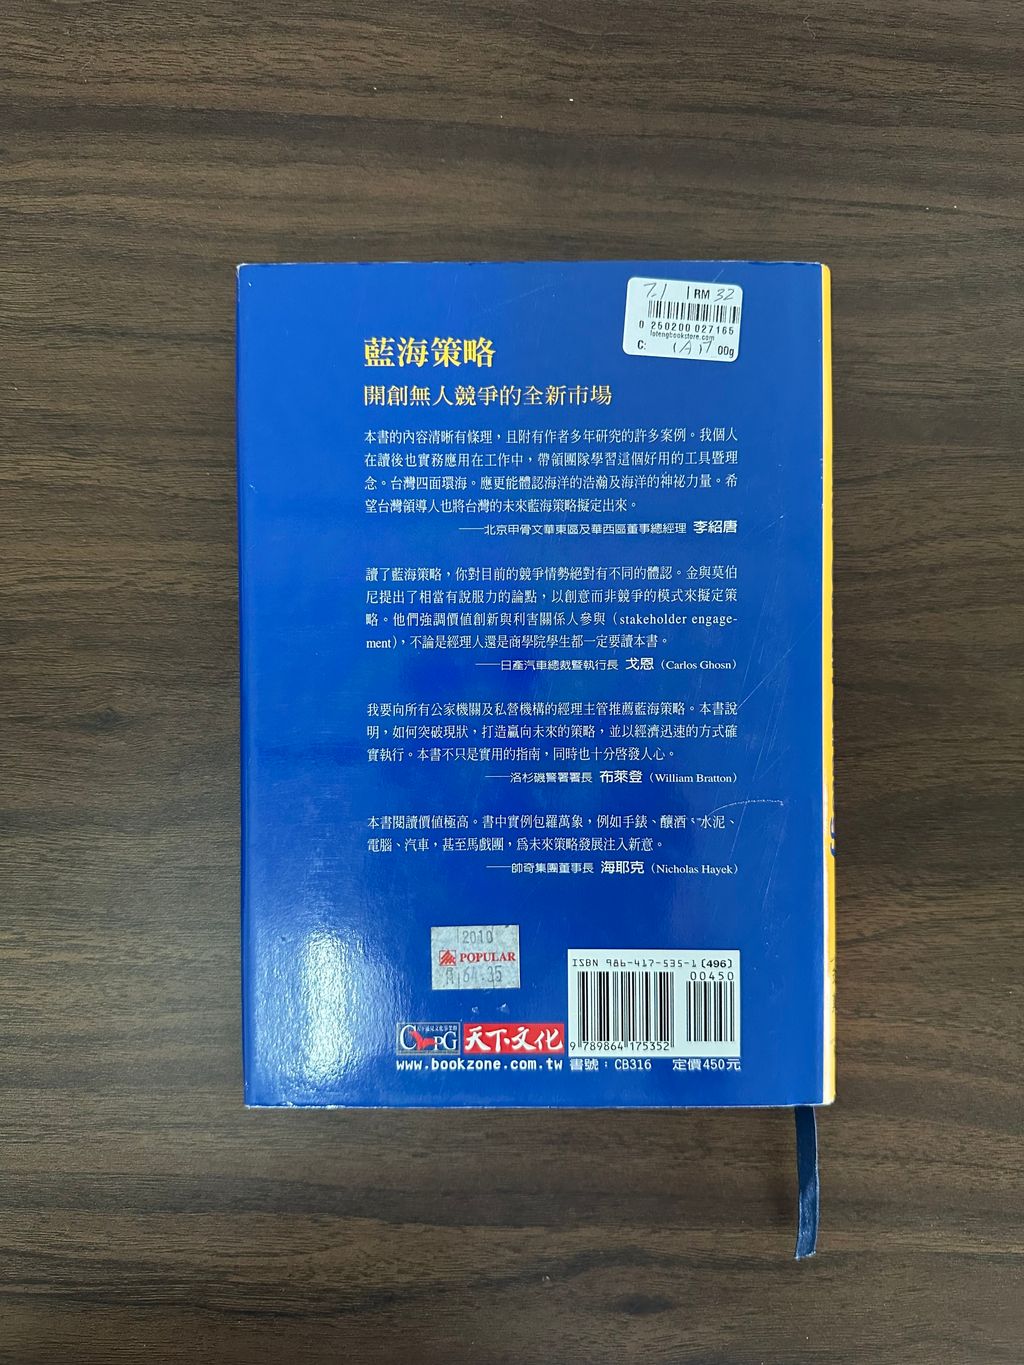 7.1 RM 32
0 250200 027165
lotengbookstore.com
C: (A)7 00g
藍海策略
開創無人競爭的全新市場
本書的內容清晰有條理，且附有作者多年研究的許多案例。我個人
在讀後也實務應用在工作中，帶領團隊學習這個好用的工具暨理
念。台灣四面環海。應更能體認海洋的浩瀚及海洋的神祕力量。希
望台灣領導人也將台灣的未來藍海策略擬定出來。
——北京甲骨文華東區及華西區董事總經理 李紹唐
讀了藍海策略，你對目前的競爭情勢絕對有不同的體認。金與莫伯
尼提出了相當有說服力的論點，以創意而非競爭的模式來擬定策
略。他們強調價值創新與利害關係人參與（stakeholder engage-
ment），不論是經理人還是商學院學生都一定要讀本書。
——日產汽車總裁暨執行長 戈恩（Carlos Ghosn）
我要向所有公家機關及私營機構的經理主管推薦藍海策略。本書說
明，如何突破現狀，打造贏向未來的策略，並以經濟迅速的方式確
實執行。本書不只是實用的指南，同時也十分啓發人心。
——洛杉磯警署署長 布萊登（William Bratton）
本書閱讀價值極高。書中實例包羅萬象，例如手錶、釀酒、水泥、
電腦、汽車，甚至馬戲團，爲未來策略發展注入新意。
——帥奇集團董事長 海耶克（Nicholas Hayek）
2010
POPULAR
64.35
ISBN 986-417-535-1 (496)
00450
9 789864 175352
CWPG 天下文化
www.bookzone.com.tw 書號：CB316 定價450元